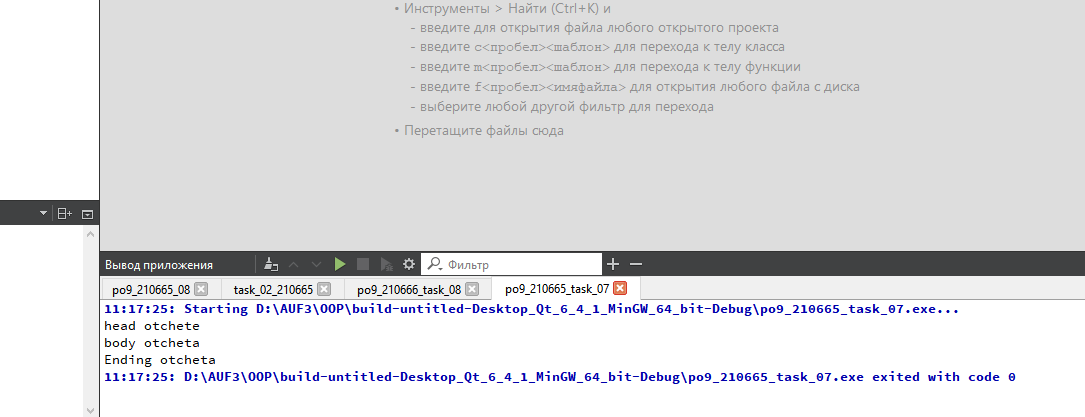 • Инструменты > Найти (Ctrl+K) и
- введите для открытия файла любого открытого проекта
- введите c<пробел><шаблон> для перехода к телу класса
- введите m<пробел><шаблон> для перехода к телу функции
- введите f<пробел><имяфайла> для открытия любого файла с диска
- выберите любой другой фильтр для перехода
• Перетащите файлы сюда
Вывод приложения Фильтр
po9_210665_08 task_02_210665 po9_210666_task_08 po9_210665_task_07
11:17:25: Starting D:\AUF3\OOP\build-untitled-Desktop_Qt_6_4_1_MinGW_64_bit-Debug\po9_210665_task_07.exe...
head otchete
body otcheta
Ending otcheta
11:17:25: D:\AUF3\OOP\build-untitled-Desktop_Qt_6_4_1_MinGW_64_bit-Debug\po9_210665_task_07.exe exited with code 0